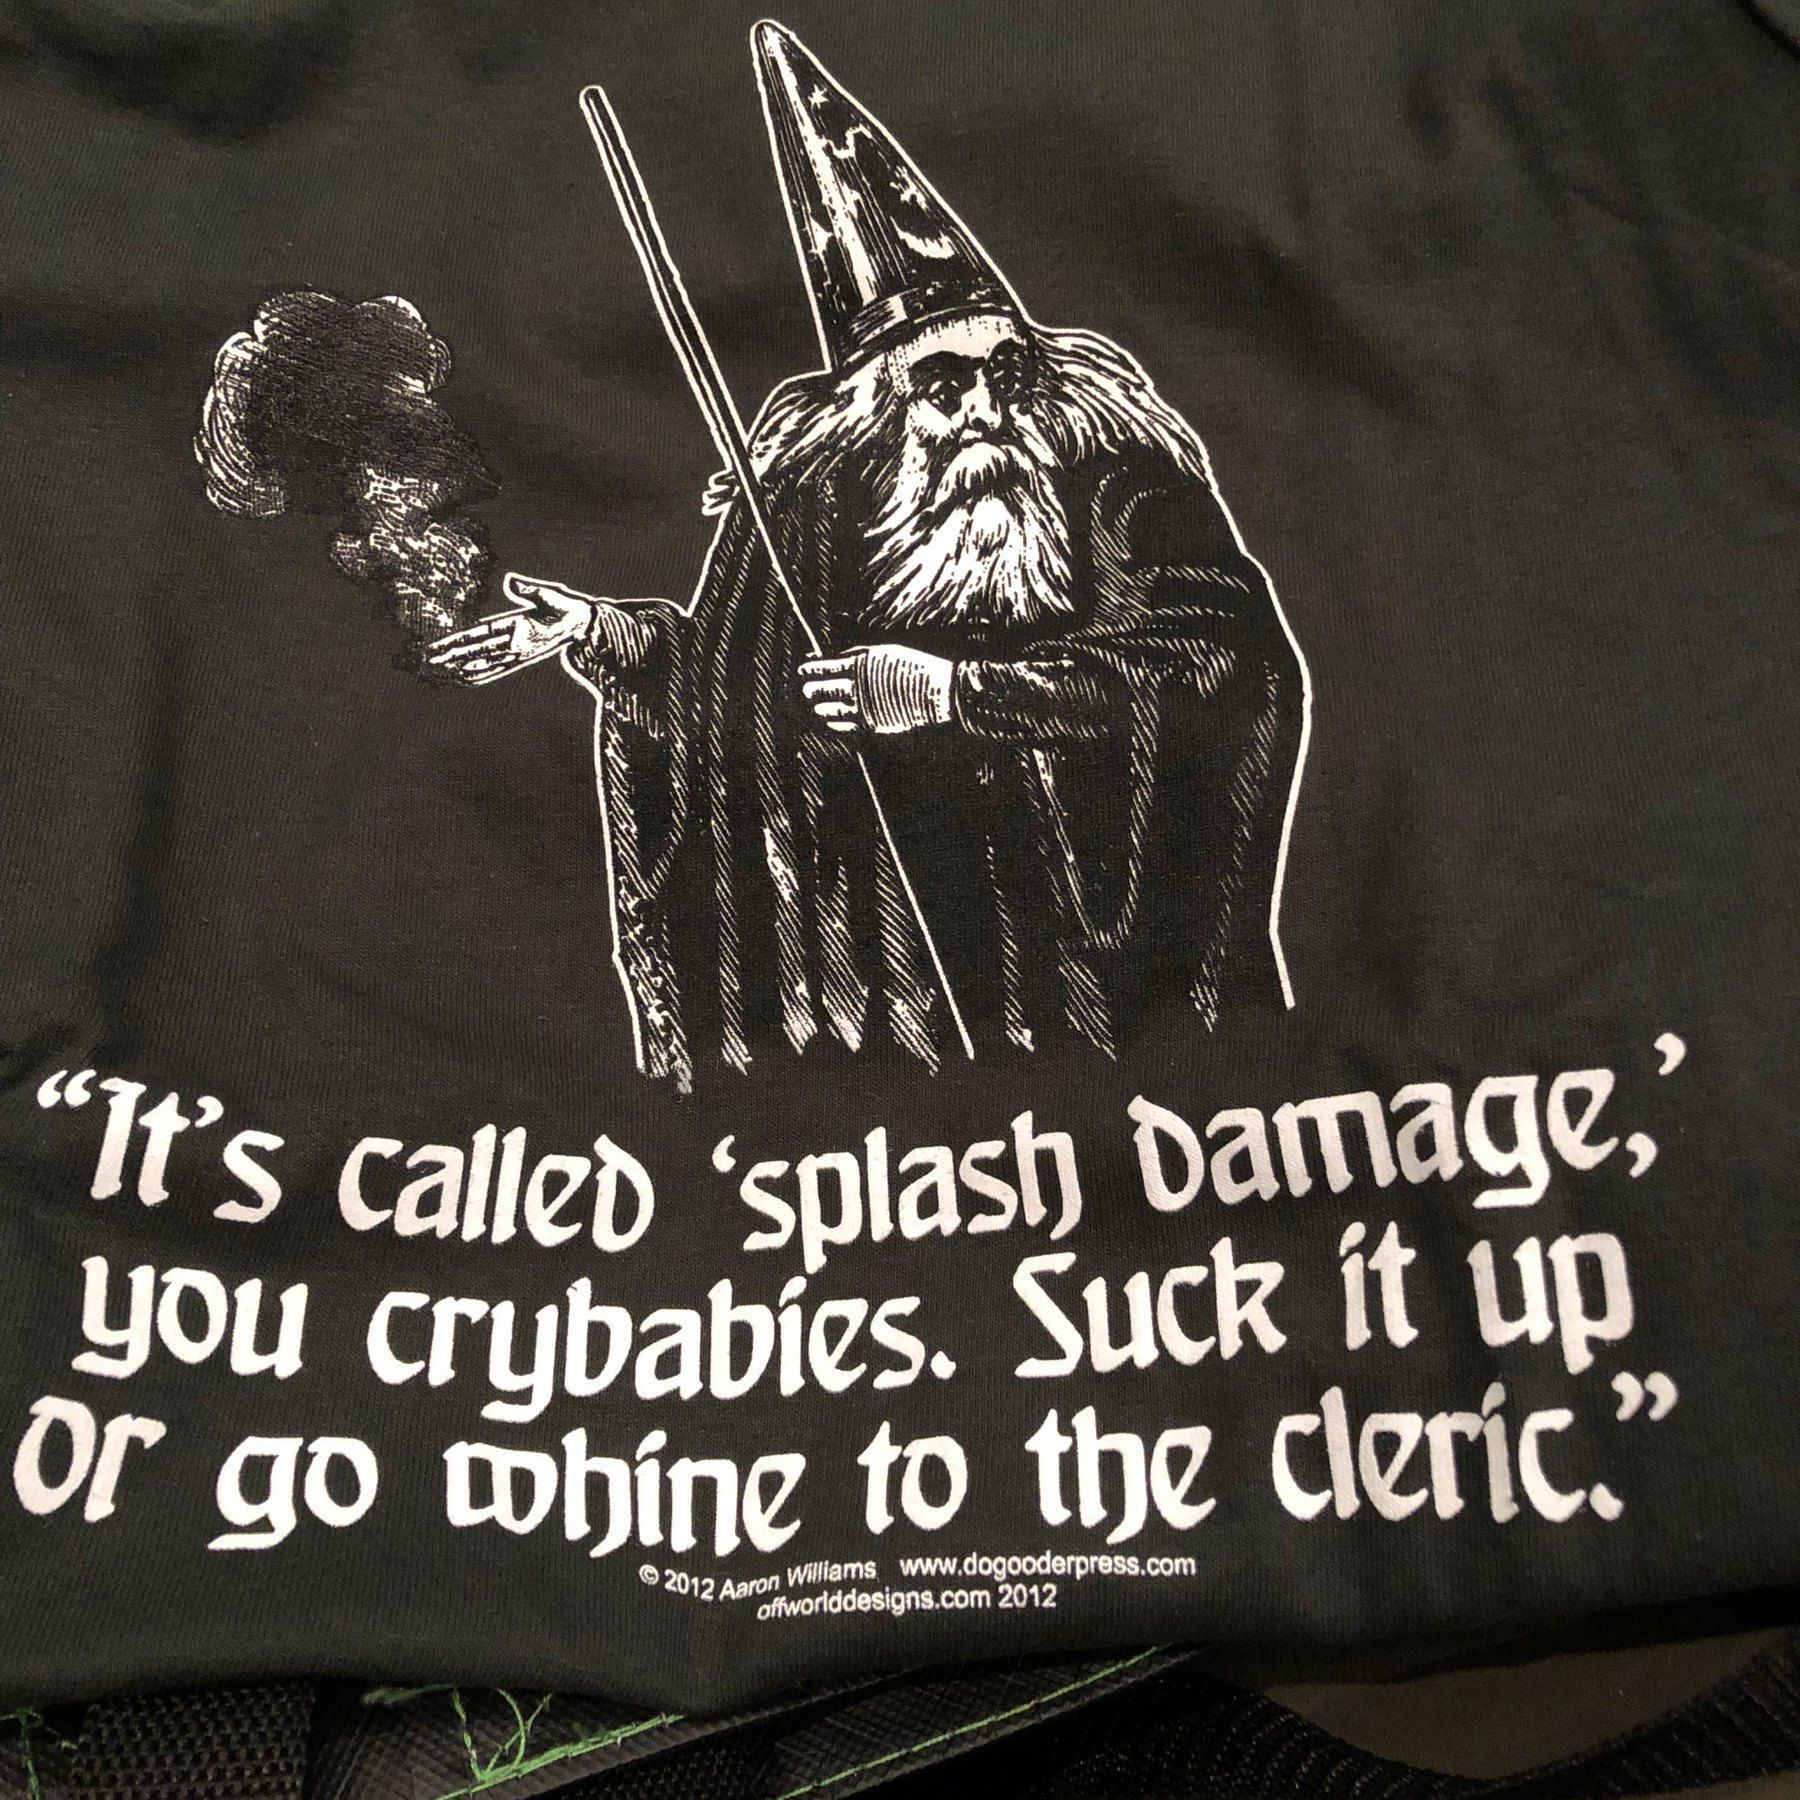 “It’s called ‘splash damage,’
you crybabies. Suck it up
or go whine to the cleric.”
© 2012 Aaron Williams www.dogooderpress.com
offworlddesigns.com 2012